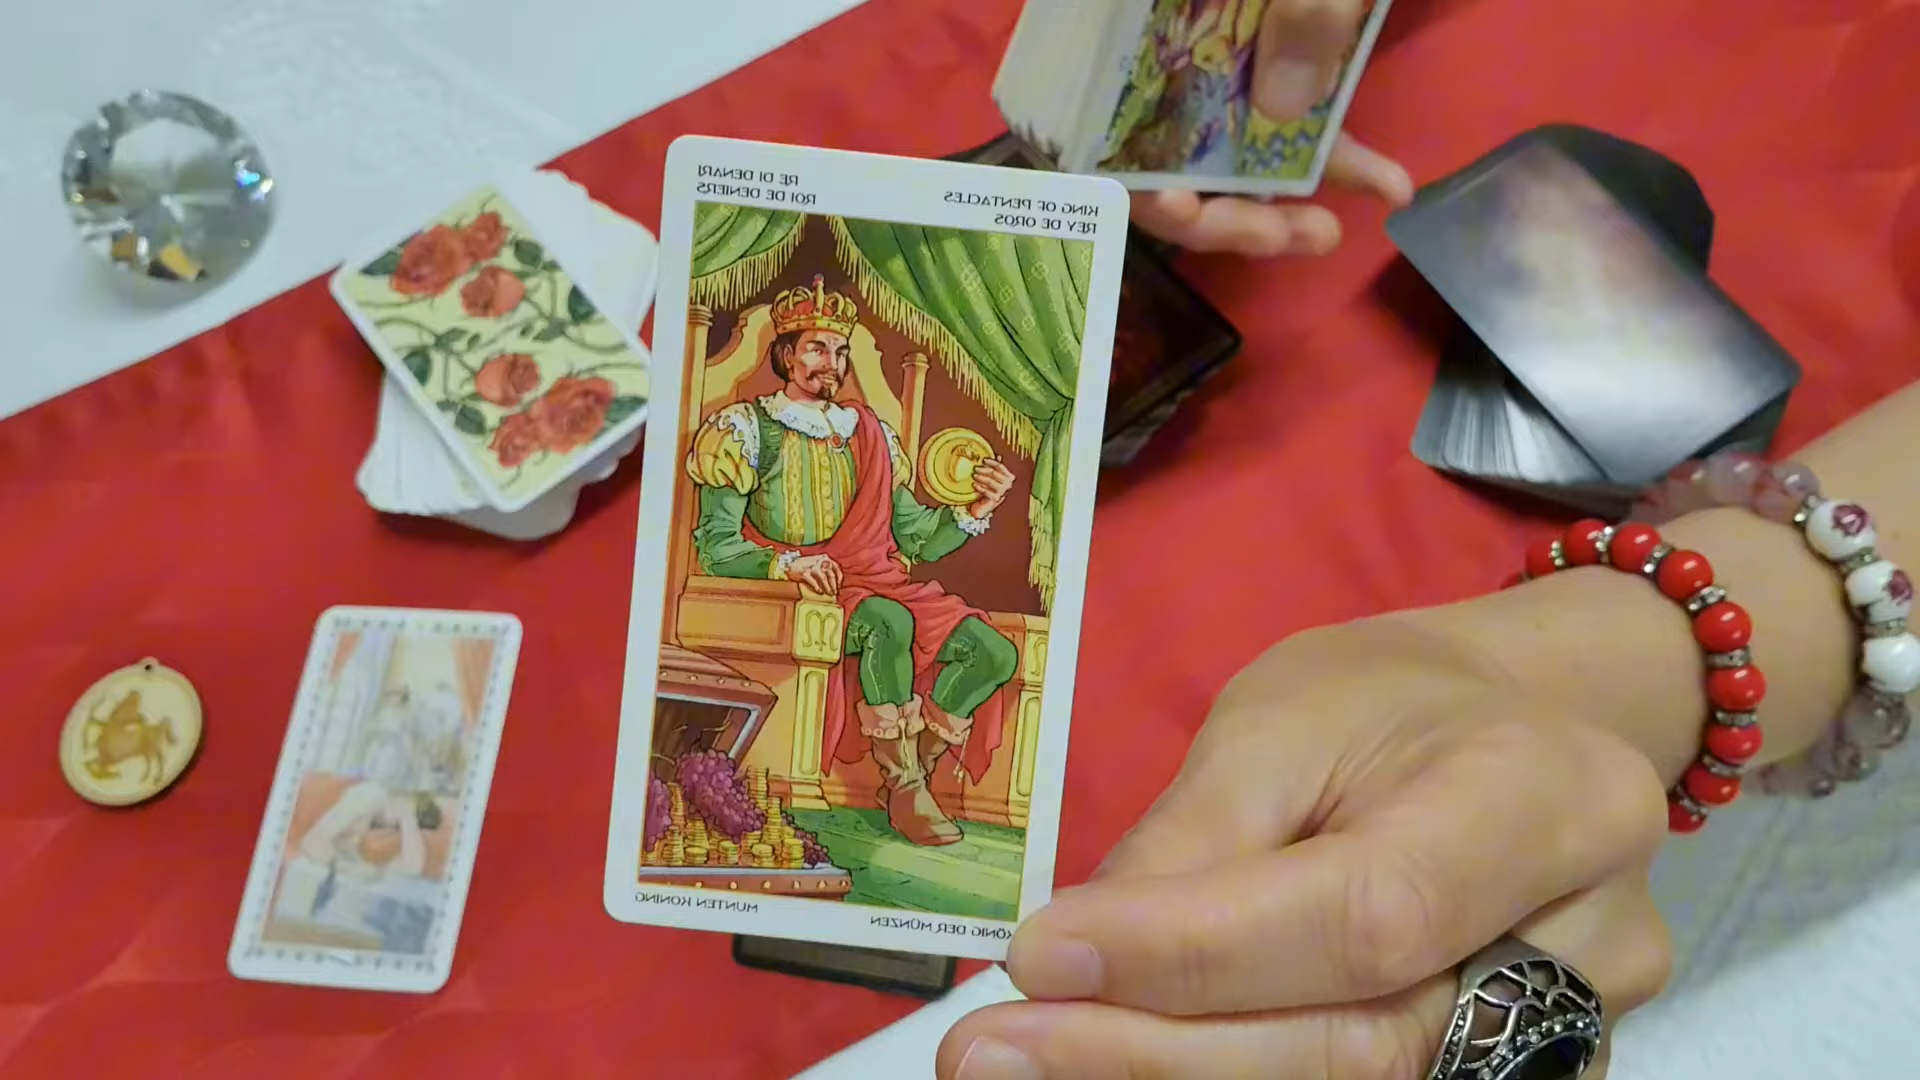 RE DI DENARI
ROI DE DENIERS
KING OF PENTACLES
REY DE OROS
MUNTEN KONING
KÖNIG DER MÜNZEN